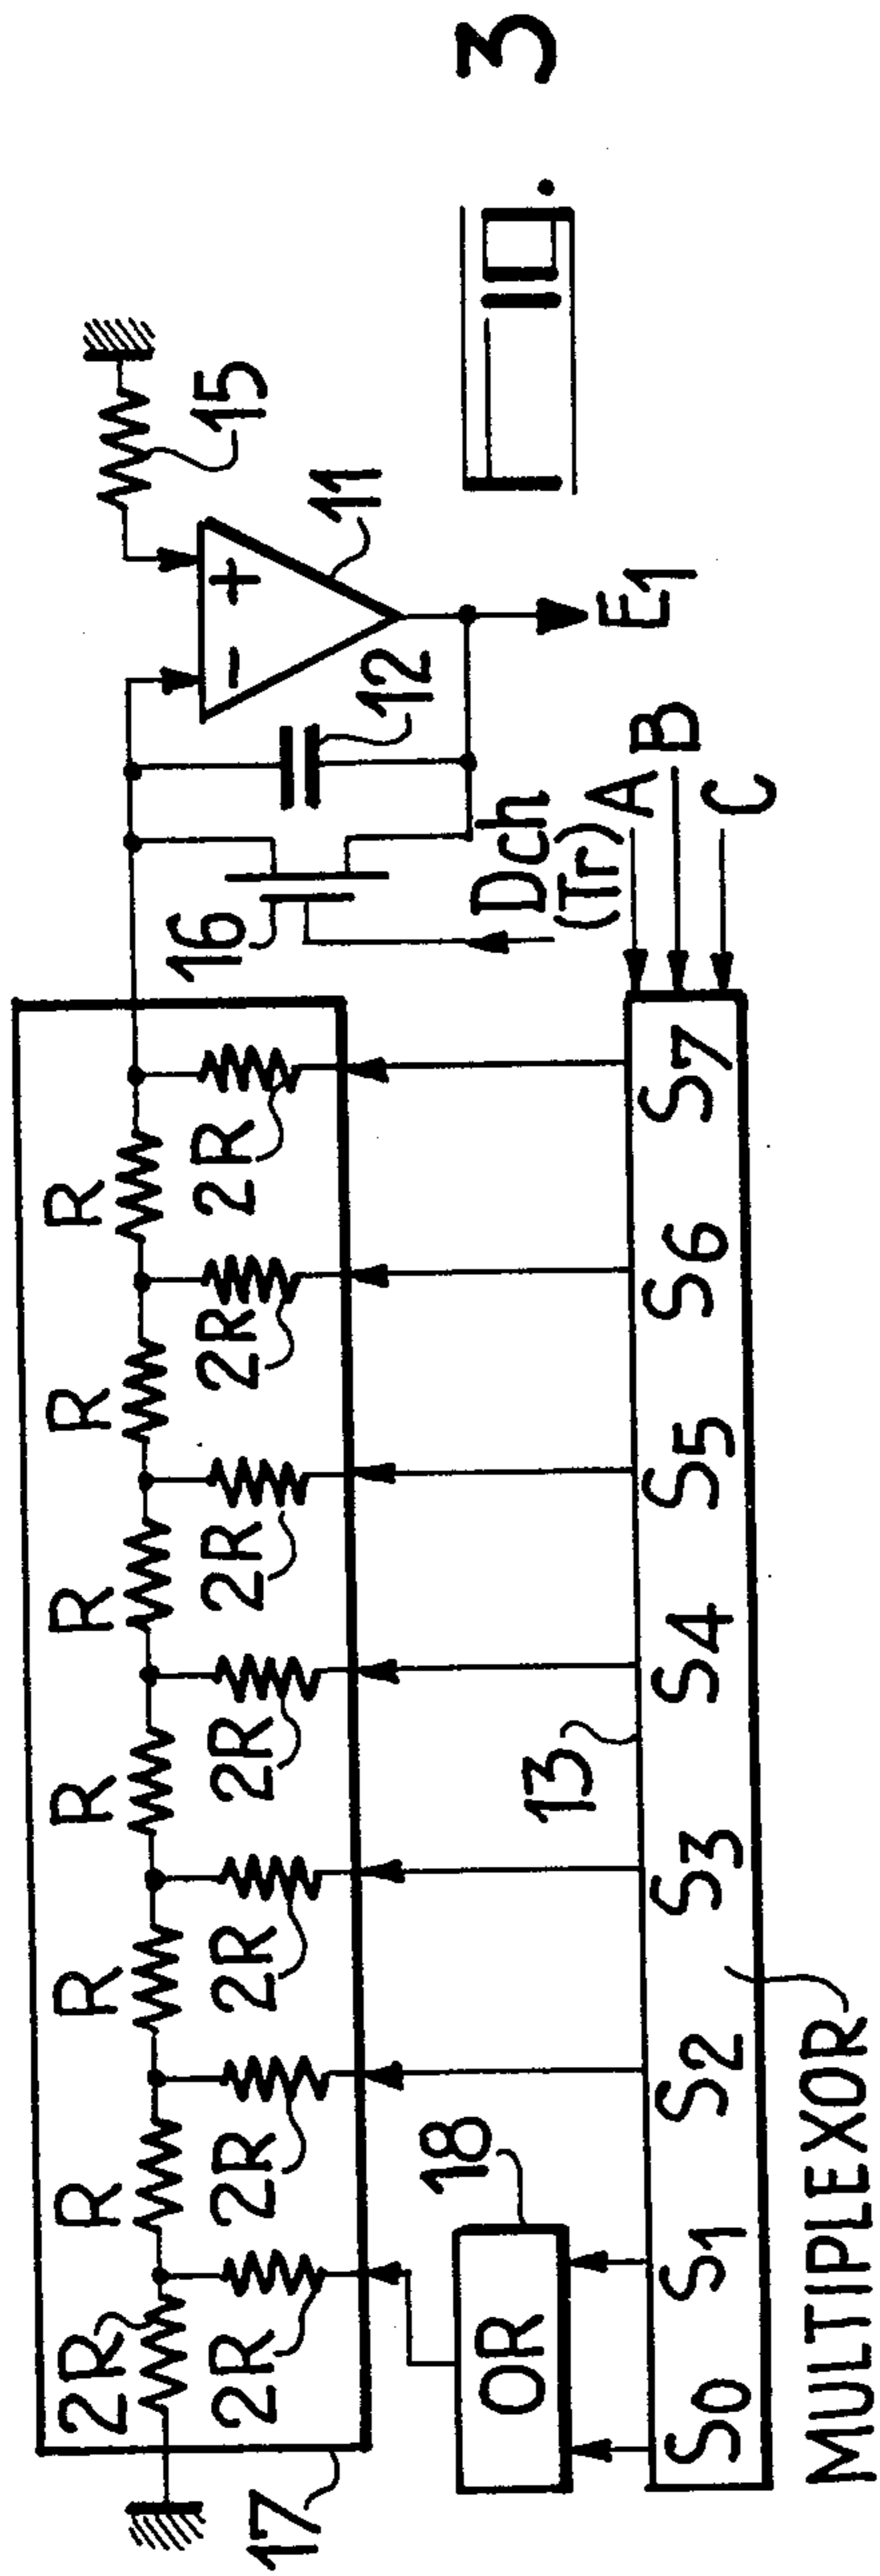 R R R R R R
2R
2R 2R 2R 2R 2R 2R 2R
17
16
12
11
15
Dch
(Tr)
E1
18
OR
13
A
B
C
S0 S1 S2 S3 S4 S5 S6 S7
MULTIPLEXOR
FIG. 3